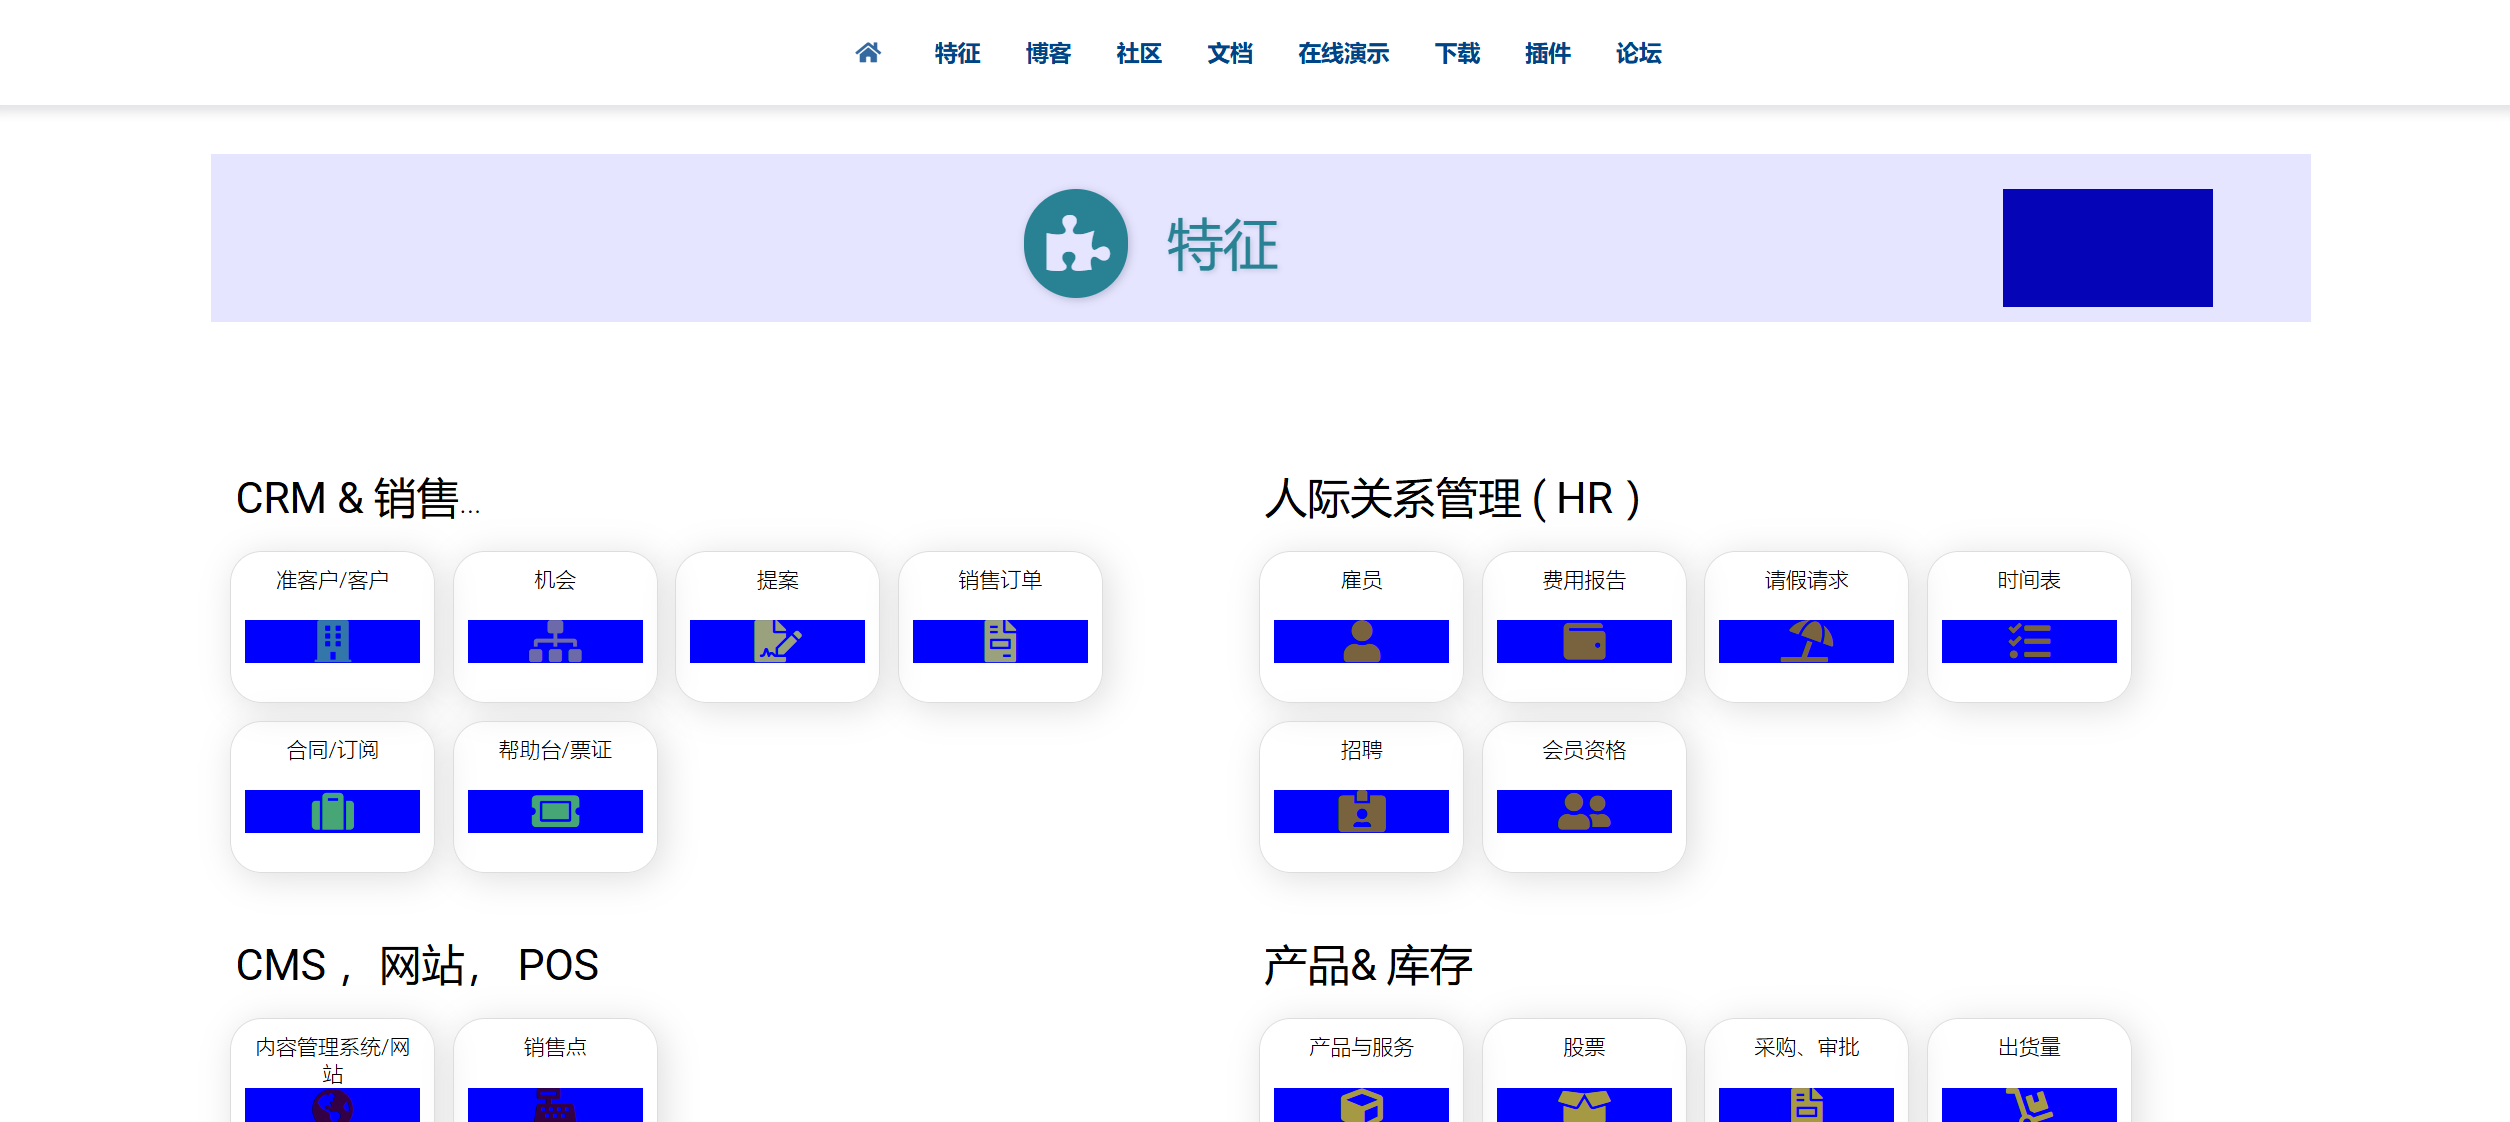 特征 博客 社区 文档 在线演示 下载 插件 论坛
特征
CRM & 销售...
准客户/客户 机会 提案 销售订单
合同/订阅 帮助台/票证
人际关系管理 ( HR )
雇员 费用报告 请假请求 时间表
招聘 会员资格
CMS ，网站， POS
内容管理系统/网
站
销售点
产品& 库存
产品与服务 股票 采购、审批 出货量